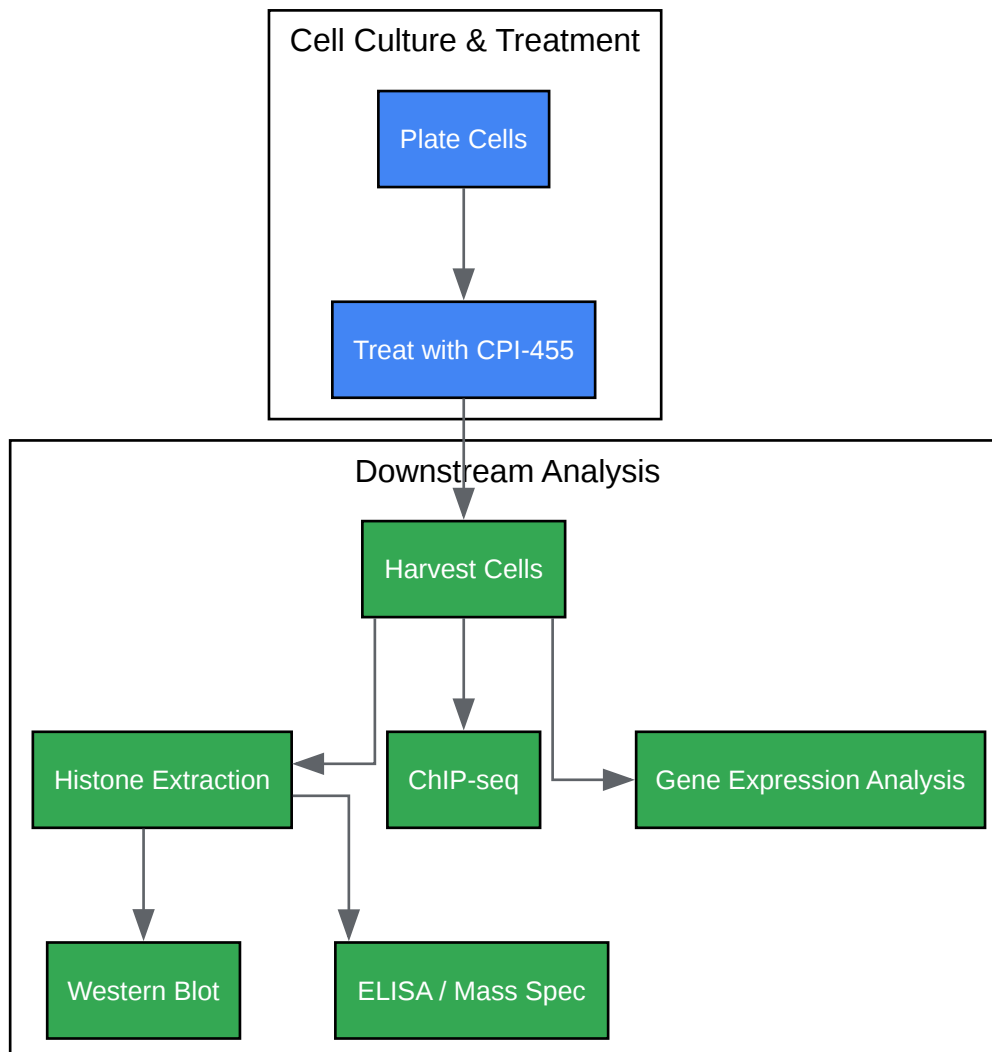 Cell Culture & Treatment
Plate Cells
Treat with CPI-455
Downstream Analysis
Harvest Cells
Histone Extraction
ChIP-seq
Gene Expression Analysis
Western Blot
ELISA / Mass Spec